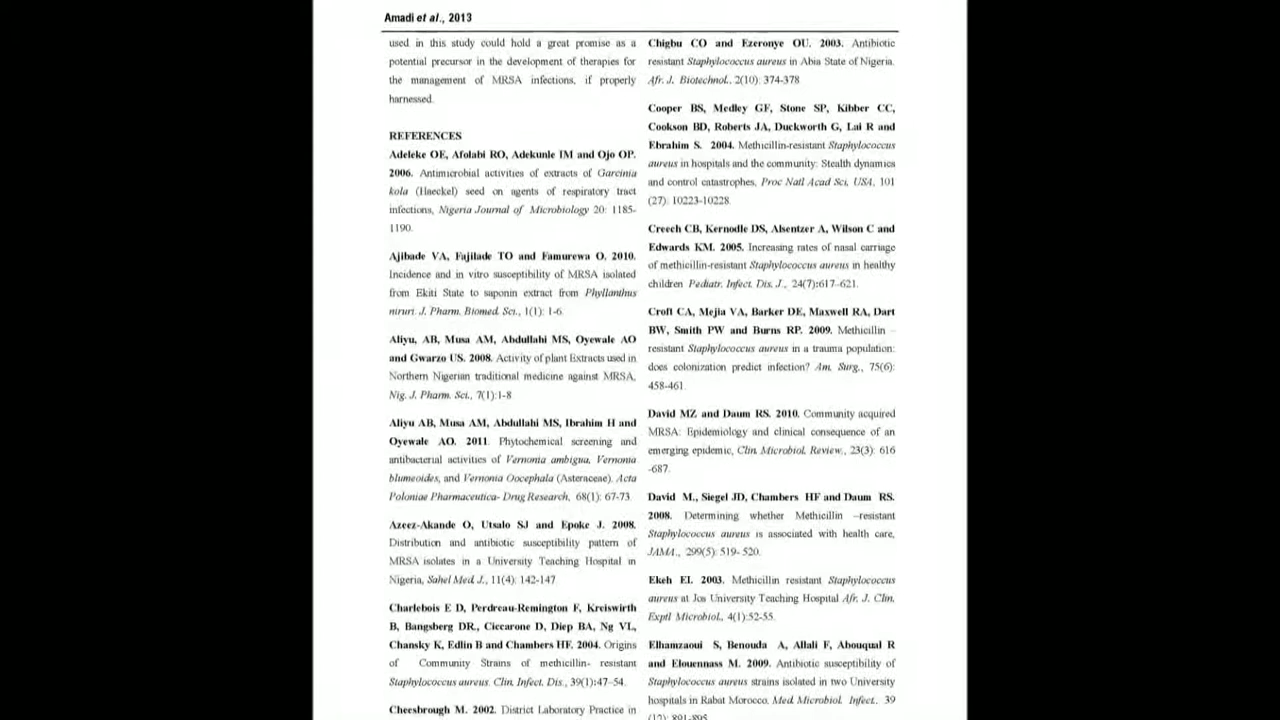 Amadi et al., 2013
used in this study could hold a great promise as a
potential precursor in the development of therapies for
the management of MRSA infections, if properly
harnessed.
REFERENCES
Adeleke OE, Afolabi RO, Adekunle IM and Ojo OP.
2006. Antimicrobial activities of extracts of Garcinia
kola (Haeckel) seed on agents of respiratory tract
infections, Nigeria Journal of Microbiology 20: 1185-
1190.
Ajibade VA, Fajilade TO and Famurewa O. 2010.
Incidence and in vitro susceptibility of MRSA isolated
from Ekiti State to saponin extract from Phyllanthus
niruri. J. Pharm. Biomed. Sci., 1(1): 1-6.
Aliyu, AB, Musa AM, Abdullahi MS, Oyewale AO
and Gwarzo US. 2008. Activity of plant Extracts used in
Northern Nigerian traditional medicine against MRSA,
Nig. J. Pharm. Sci., 7(1):1-8
Aliyu AB, Musa AM, Abdullahi MS, Ibrahim H and
Oyewale AO. 2011. Phytochemical screening and
antibacterial activities of Vernonia ambigua, Vernonia
blumeoides, and Vernonia Oocephala (Asteraceae). Acta
Poloniae Pharmaceutica- Drug Research, 68(1): 67-73.
Azeez-Akande O, Utsalo SJ and Epoke J. 2008.
Distribution and antibiotic susceptibility pattern of
MRSA isolates in a University Teaching Hospital in
Nigeria, Sahel Med J., 11(4): 142-147
Charlebois E D, Perdreau-Remington F, Kreiswirth
B, Bangsberg DR., Ciccarone D, Diep BA, Ng VL,
Chansky K, Edlin B and Chambers HF. 2004. Origins
of Community Strains of methicillin- resistant
Staphylococcus aureus. Clin. Infect. Dis., 39(1):47–54.
Cheesbrough M. 2002. District Laboratory Practice in
Chigbu CO and Ezeronye OU. 2003. Antibiotic
resistant Staphylococcus aureus in Abia State of Nigeria.
Afr. J. Biotechnol., 2(10): 374-378
Cooper BS, Medley GF, Stone SP, Kibber CC,
Cookson BD, Roberts JA, Duckworth G, Lai R and
Ebrahim S. 2004. Methicillin-resistant Staphylococcus
aureus in hospitals and the community: Stealth dynamics
and control catastrophes, Proc Natl Acad Sci, USA, 101
(27): 10223-10228.
Creech CB, Kernodle DS, Alsentzer A, Wilson C and
Edwards KM. 2005. Increasing rates of nasal carriage
of methicillin-resistant Staphylococcus aureus in healthy
children Pediatr. Infect. Dis. J., 24(7):617–621.
Croft CA, Mejia VA, Barker DE, Maxwell RA, Dart
BW, Smith PW and Burns RP. 2009. Methicillin –
resistant Staphylococcus aureus in a trauma population:
does colonization predict infection? Am. Surg., 75(6):
458-461.
David MZ and Daum RS. 2010. Community acquired
MRSA: Epidemiology and clinical consequence of an
emerging epidemic, Clin. Microbiol. Review., 23(3): 616
-687.
David M., Siegel JD, Chambers HF and Daum RS.
2008. Determining whether Methicillin –resistant
Staphylococcus aureus is associated with health care,
JAMA., 299(5): 519- 520.
Ekeh EI. 2003. Methicillin resistant Staphylococcus
aureus at Jos University Teaching Hospital Afr. J. Clin.
Exptl Microbiol., 4(1):52-55.
Elhamzaoui S, Benouda A, Allali F, Abouqual R
and Elouennass M. 2009. Antibiotic susceptibility of
Staphylococcus aureus strains isolated in two University
hospitals in Rabat Morocco. Med Microbiol. Infect. 39
(12): 891-895